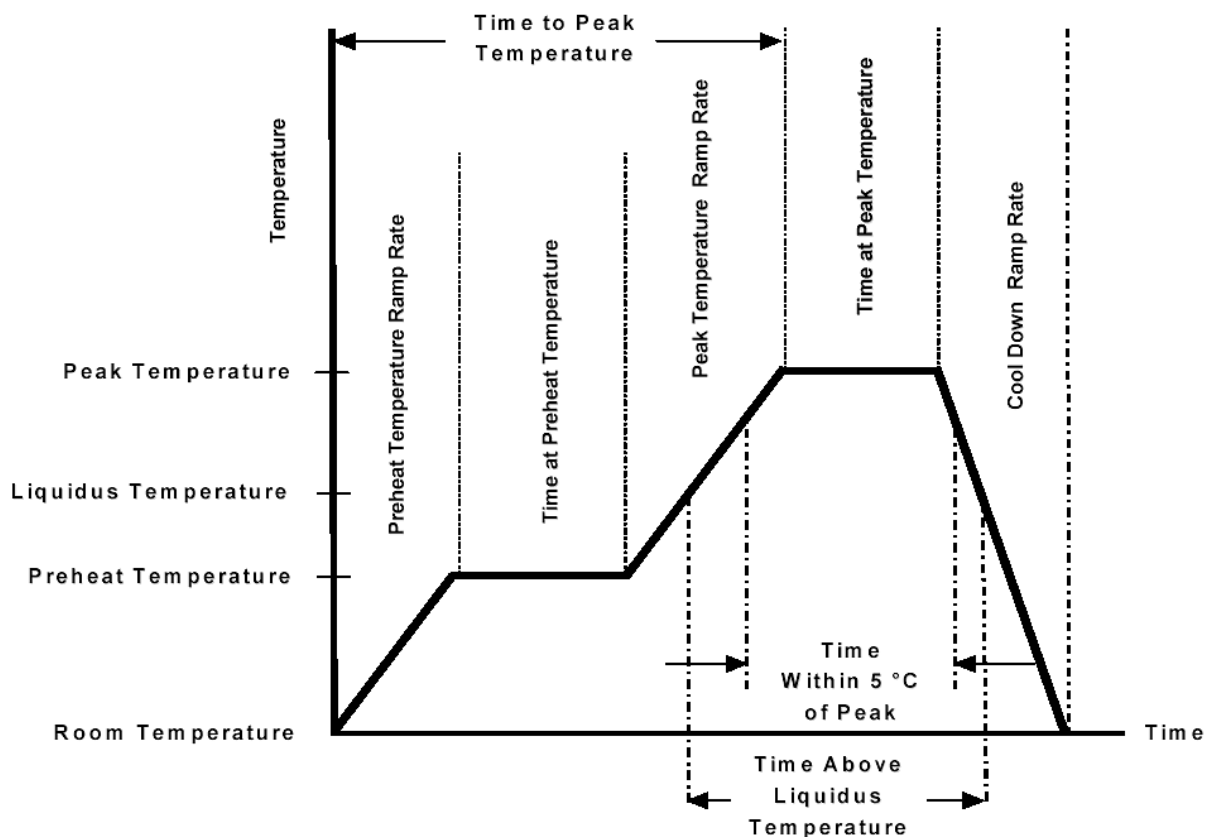 Time to Peak
Temperature
Temperature
Preheat Temperature Ramp Rate
Time at Preheat Temperature
Peak Temperature Ramp Rate
Time at Peak Temperature
Cool Down Ramp Rate
Peak Temperature
Liquidus Temperature
Preheat Temperature
Room Temperature
Time
Within 5 °C
of Peak
Time
Time Above
Liquidus
Temperature